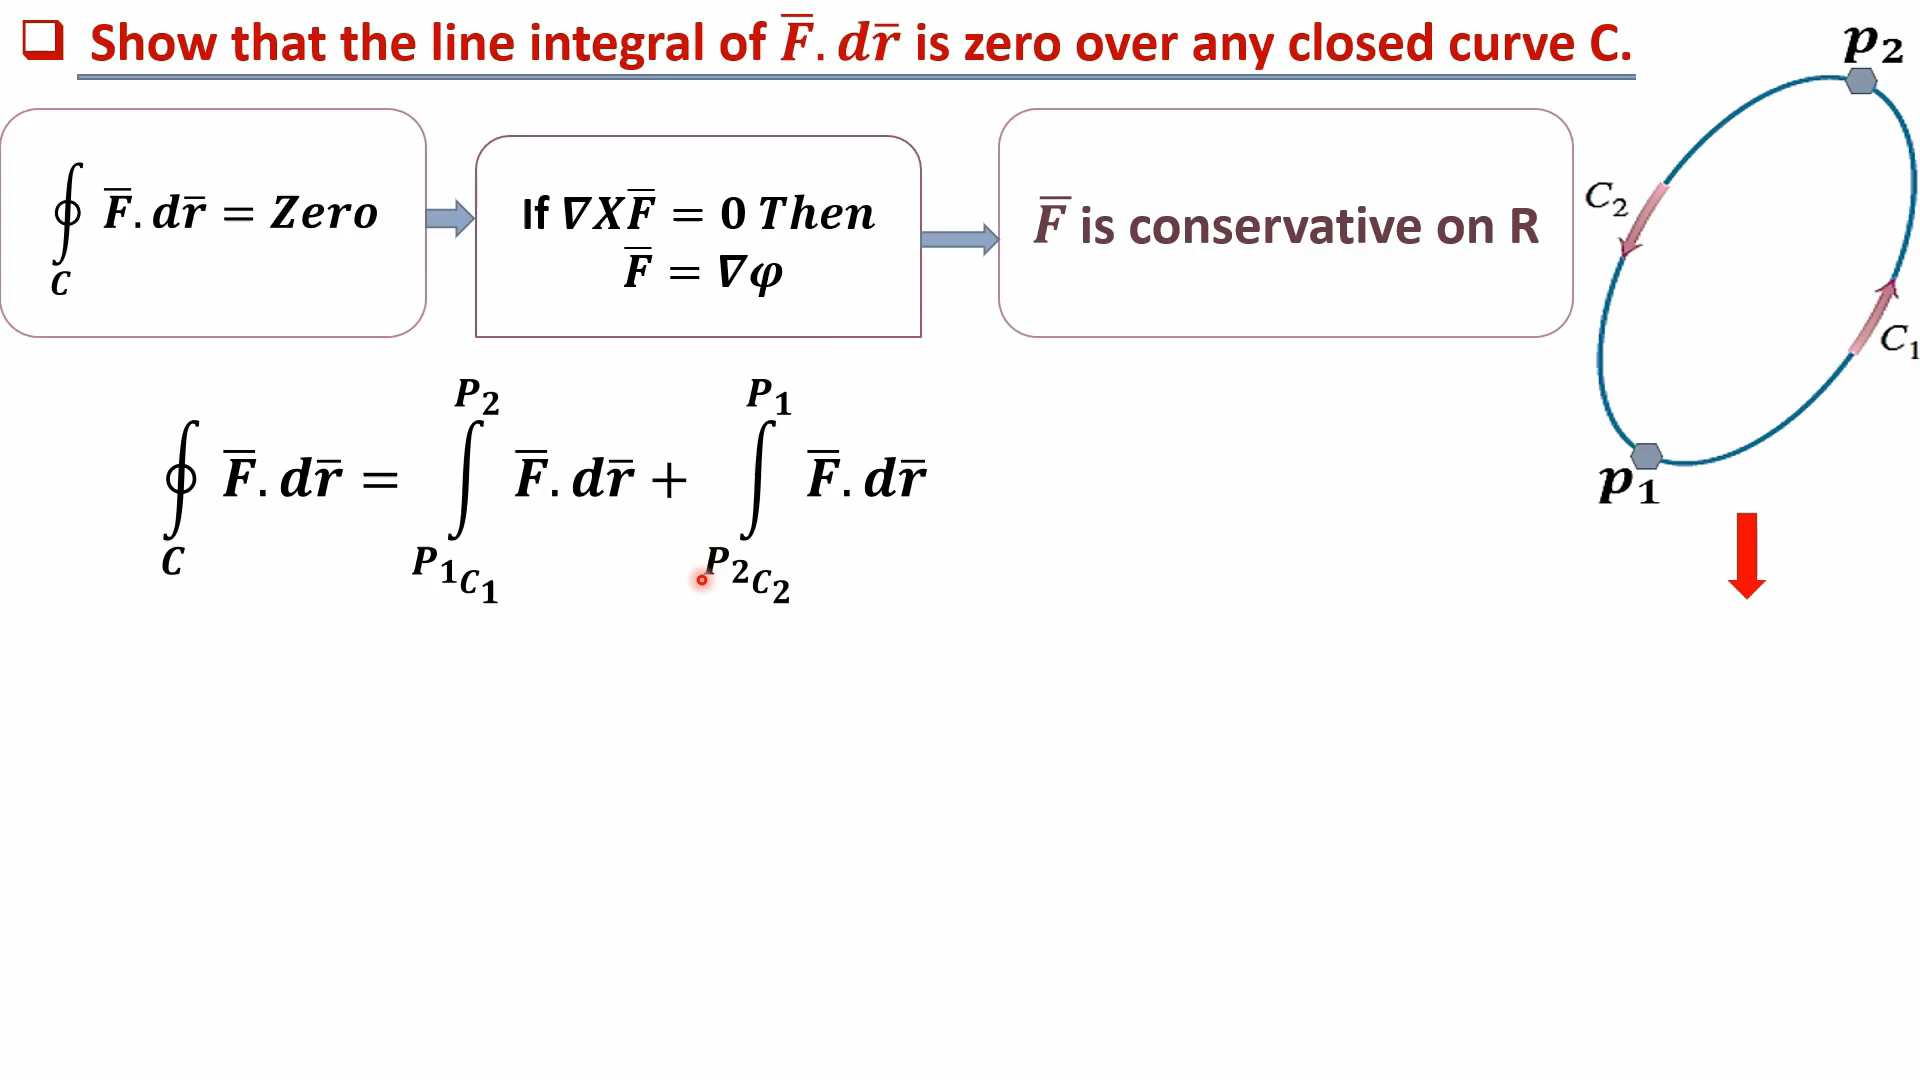 ❑ Show that the line integral of F̅. dr̅ is zero over any closed curve C.
p₂
∮_C F̅. dr̅ = Zero
If ∇XF̅ = 0 Then
F̅ = ∇φ
F̅ is conservative on R
C₂
C₁
p₁
∮_C F̅. dr̅ = ∫_{P₁ C₁}^{P₂} F̅. dr̅ + ∫_{P₂ C₂}^{P₁} F̅. dr̅